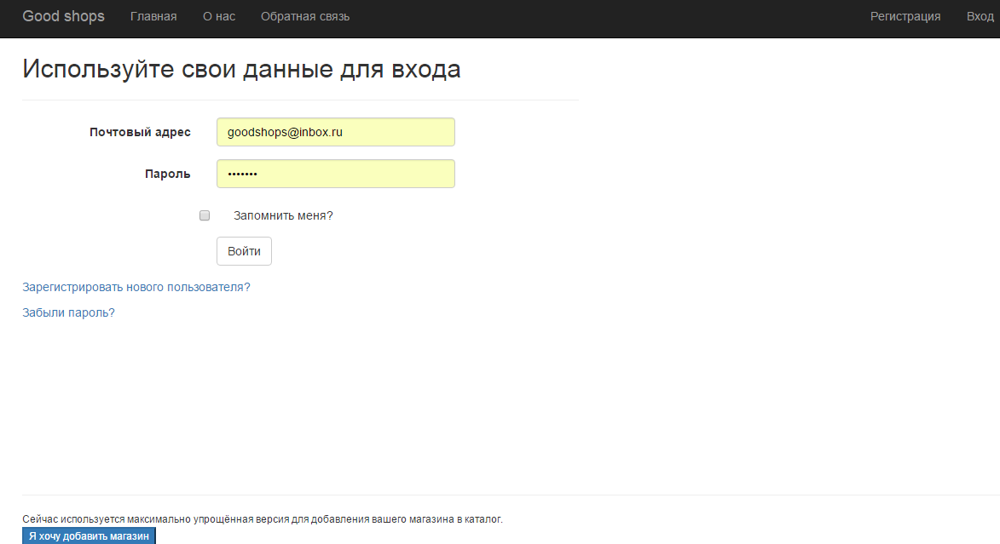 Good shops Главная О нас Обратная связь Регистрация Вход
Используйте свои данные для входа
Почтовый адрес goodshops@inbox.ru
Пароль •••••••
Запомнить меня?
Войти
Зарегистрировать нового пользователя?
Забыли пароль?
Сейчас используется максимально упрощённая версия для добавления вашего магазина в каталог.
Я хочу добавить магазин